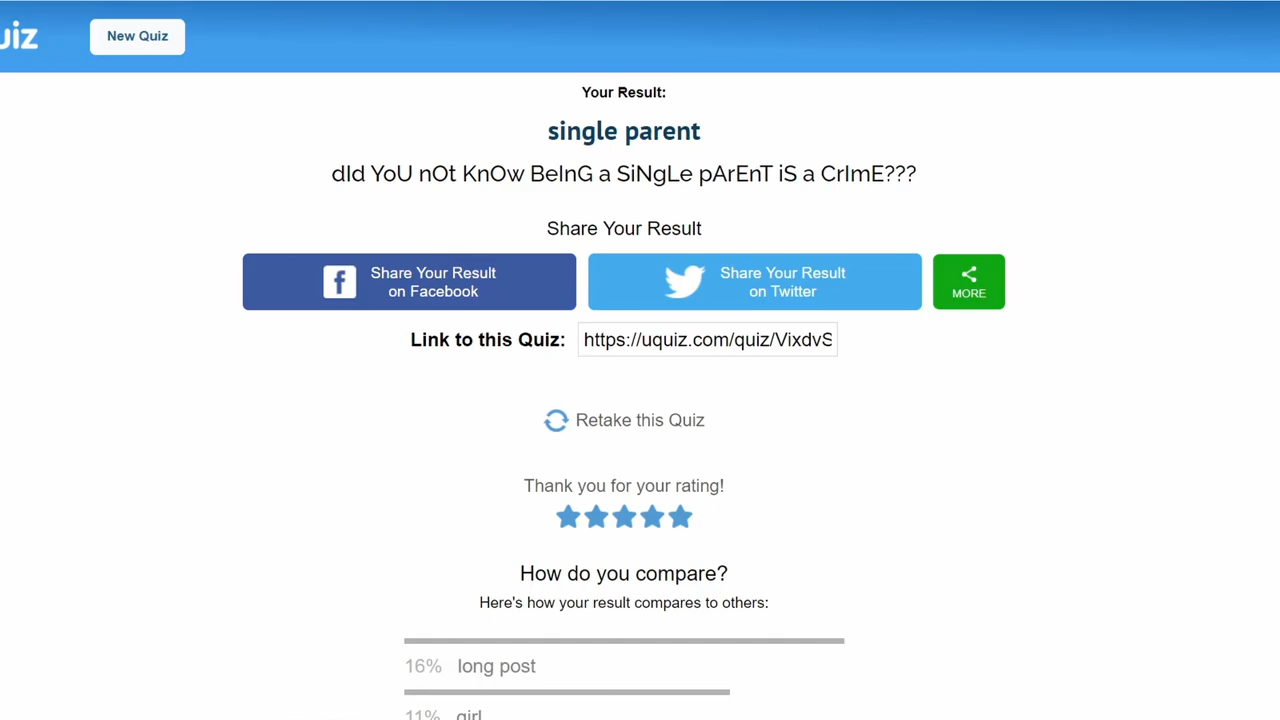 uiz
New Quiz
Your Result:
single parent
dId YoU nOt KnOw BeInG a SiNgLe pArEnT iS a CrImE???
Share Your Result
Share Your Result
on Facebook
Share Your Result
on Twitter
MORE
Link to this Quiz: https://uquiz.com/quiz/VixdvS
Retake this Quiz
Thank you for your rating!
How do you compare?
Here's how your result compares to others:
16% long post
11% girl